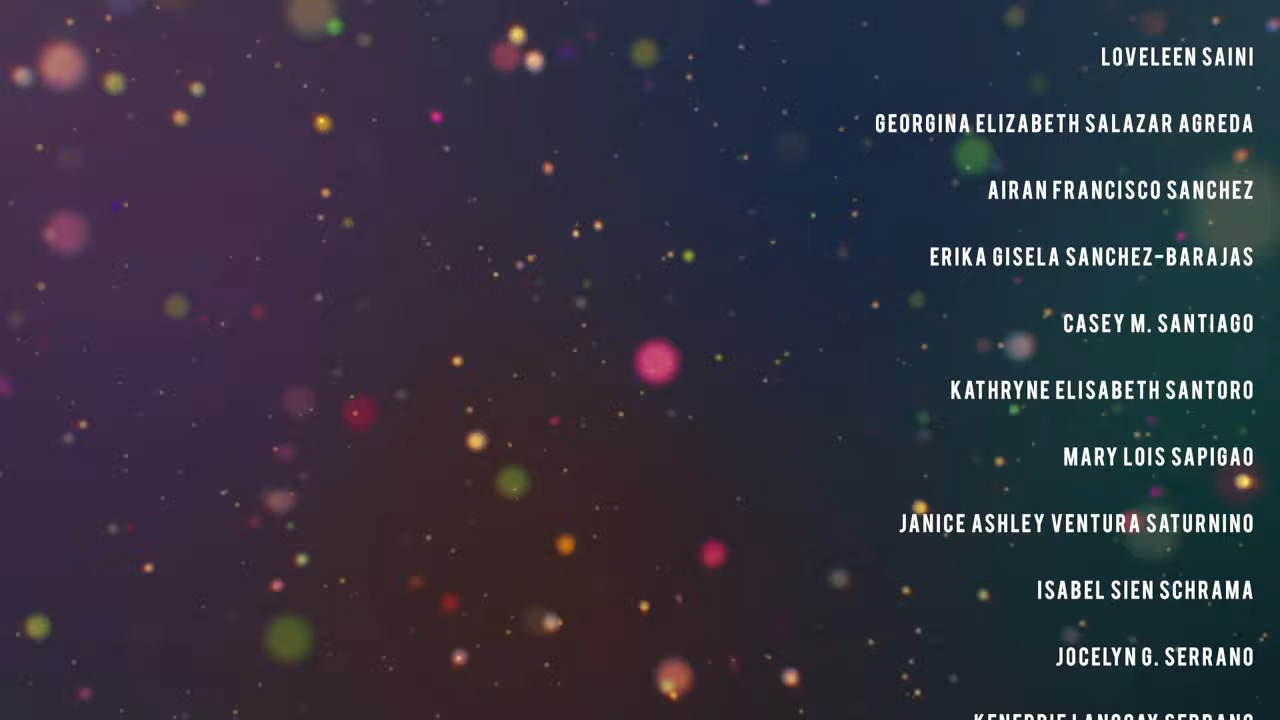 LOVELEEN SAINI
GEORGINA ELIZABETH SALAZAR AGREDA
AIRAN FRANCISCO SANCHEZ
ERIKA GISELA SANCHEZ-BARAJAS
CASEY M. SANTIAGO
KATHRYNE ELISABETH SANTORO
MARY LOIS SAPIGAO
JANICE ASHLEY VENTURA SATURNINO
ISABEL SIEN SCHRAMA
JOCELYN G. SERRANO